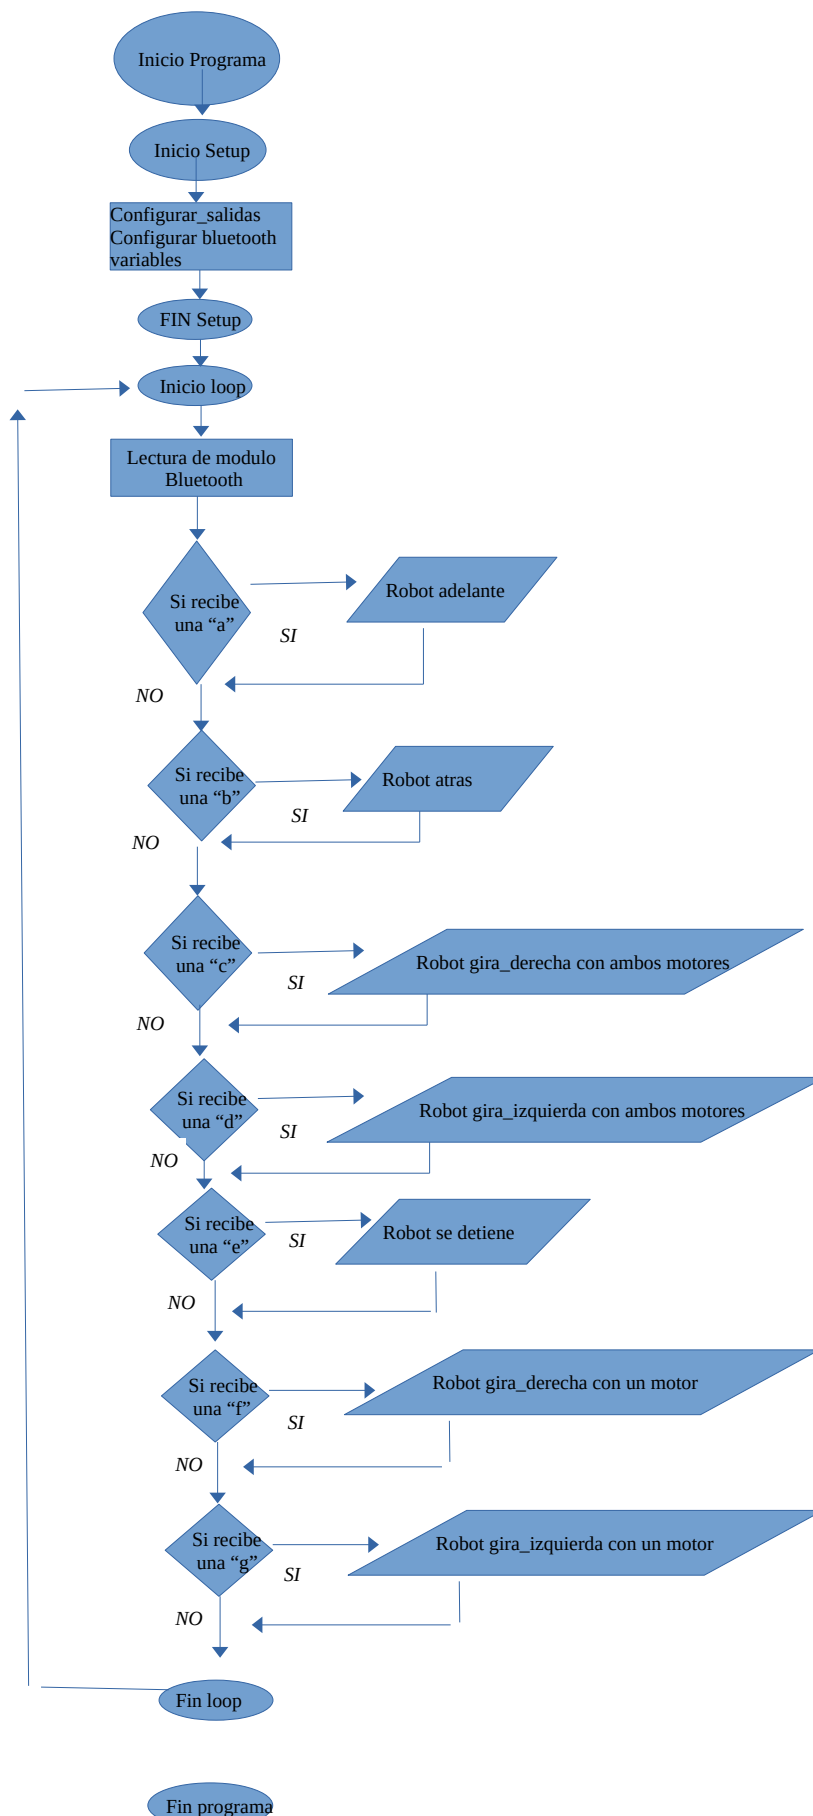 Inicio Programa
Inicio Setup
Configurar_salidas
Configurar bluetooth
variables
FIN Setup
Inicio loop
Lectura de modulo
Bluetooth
Si recibe
una “a”
SI
Robot adelante
NO
Si recibe
una “b”
SI
Robot atras
NO
Si recibe
una “c”
SI
Robot gira_derecha con ambos motores
NO
Si recibe
una “d”
SI
Robot gira_izquierda con ambos motores
NO
Si recibe
una “e”
SI
Robot se detiene
NO
Si recibe
una “f”
SI
Robot gira_derecha con un motor
NO
Si recibe
una “g”
SI
Robot gira_izquierda con un motor
NO
Fin loop
Fin programa